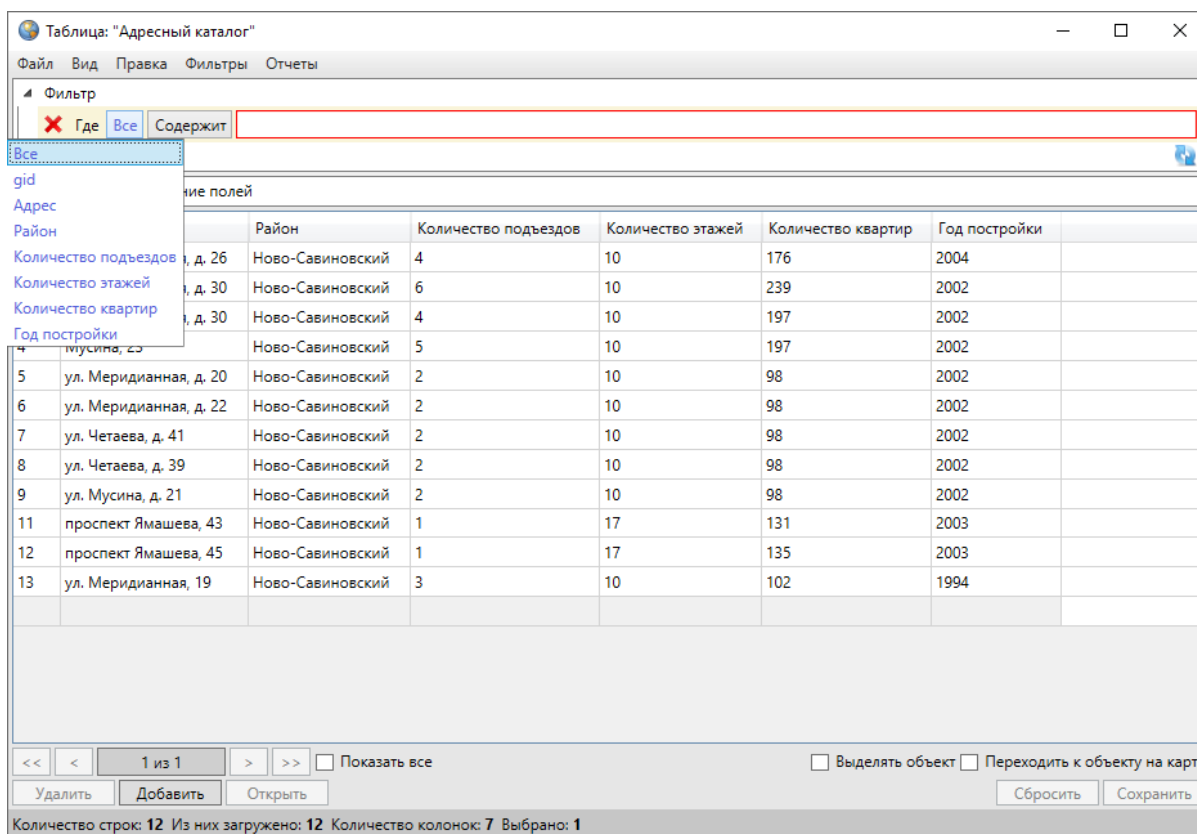 Таблица: "Адресный каталог"
Файл Вид Правка Фильтры Отчеты
Фильтр
Где Все Содержит
Все
gid
Адрес
Район
Количество подъездов
Количество этажей
Количество квартир
Год постройки
ние полей
Район Количество подъездов Количество этажей Количество квартир Год постройки
, д. 26 Ново-Савиновский 4 10 176 2004
, д. 30 Ново-Савиновский 6 10 239 2002
, д. 30 Ново-Савиновский 4 10 197 2002
4 Мусина, 23 Ново-Савиновский 5 10 197 2002
5 ул. Меридианная, д. 20 Ново-Савиновский 2 10 98 2002
6 ул. Меридианная, д. 22 Ново-Савиновский 2 10 98 2002
7 ул. Четаева, д. 41 Ново-Савиновский 2 10 98 2002
8 ул. Четаева, д. 39 Ново-Савиновский 2 10 98 2002
9 ул. Мусина, д. 21 Ново-Савиновский 2 10 98 2002
11 проспект Ямашева, 43 Ново-Савиновский 1 17 131 2003
12 проспект Ямашева, 45 Ново-Савиновский 1 17 135 2003
13 ул. Меридианная, 19 Ново-Савиновский 3 10 102 1994
<< < 1 из 1 > >> Показать все Выделять объект Переходить к объекту на карт
Удалить Добавить Открыть Сбросить Сохранить
Количество строк: 12 Из них загружено: 12 Количество колонок: 7 Выбрано: 1